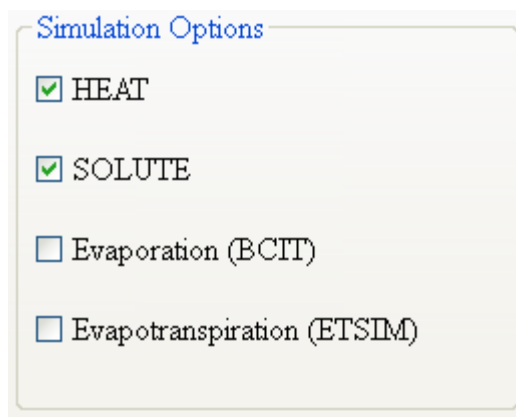 Simulation Options
HEAT
SOLUTE
Evaporation (BCIT)
Evapotranspiration (ETSIM)